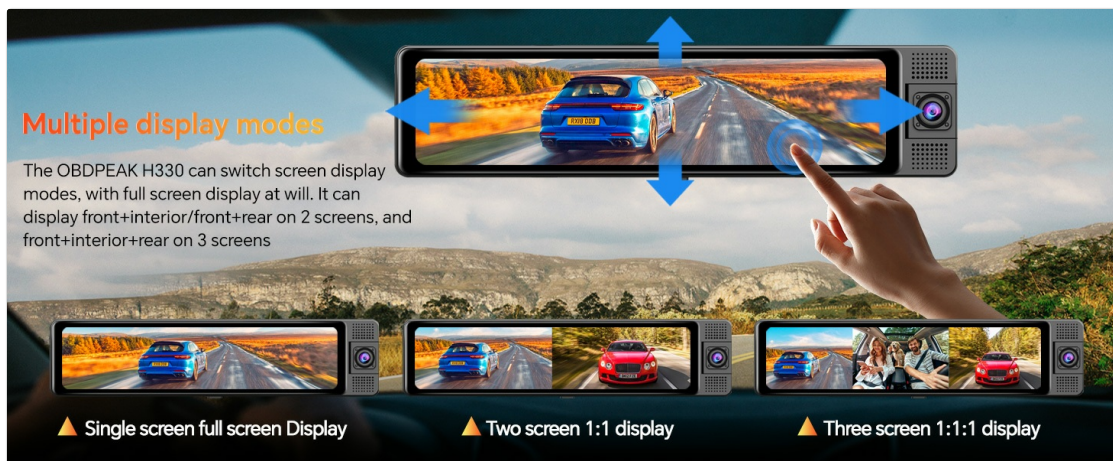 Multiple display modes
The OBDPEAK H330 can switch screen display
modes, with full screen display at will. It can
display front+interior/front+rear on 2 screens, and
front+interior+rear on 3 screens
Single screen full screen Display
Two screen 1:1 display
Three screen 1:1:1 display